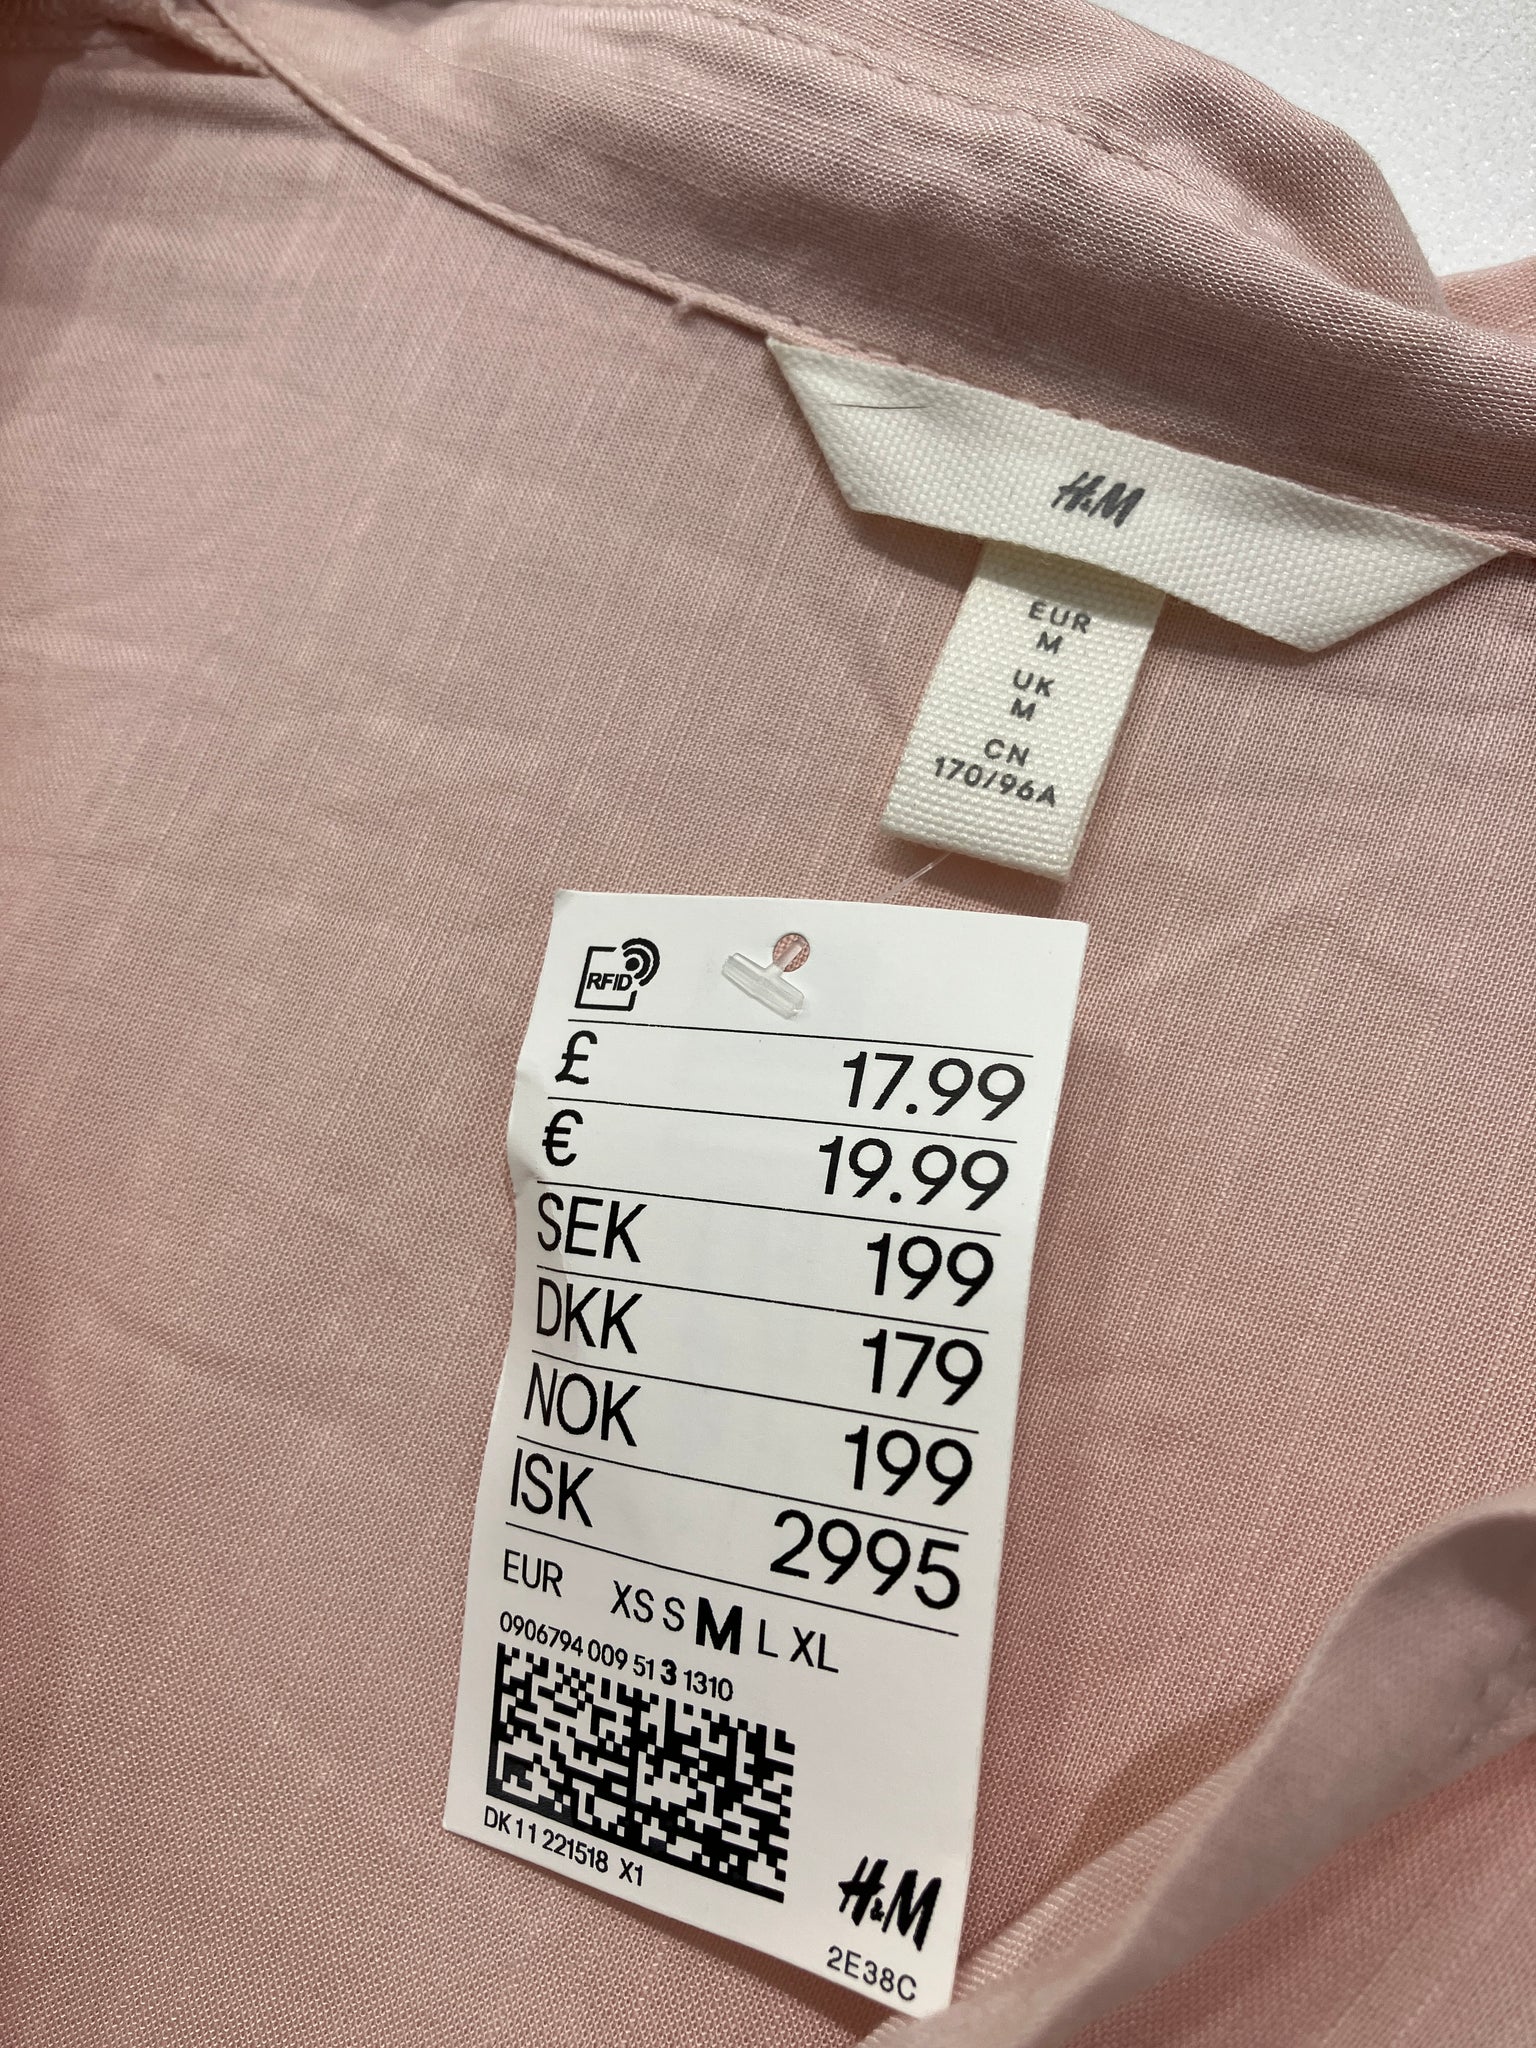 H&M
EUR
M
UK
M
CN
170/96A
RFID
£ 17.99
€ 19.99
SEK 199
DKK 179
NOK 199
ISK 2995
EUR XS S M L XL
0906794 009 51 3 1310
DK 11 221518 X1
H&M
2E38C